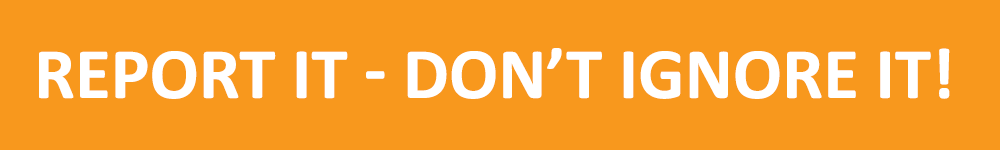 REPORT IT - DON’T IGNORE IT!